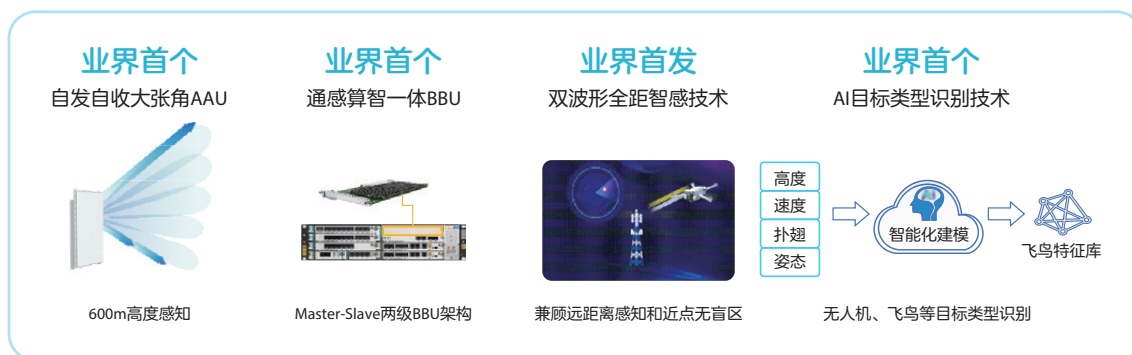 业界首个
自发自收大张角AAU
600m高度感知
业界首个
通感算智一体BBU
Master-Slave两级BBU架构
业界首发
双波形全距智感技术
兼顾远距离感知和近点无盲区
业界首个
AI目标类型识别技术
高度
速度
扑翅
姿态
智能化建模
飞鸟特征库
无人机、飞鸟等目标类型识别